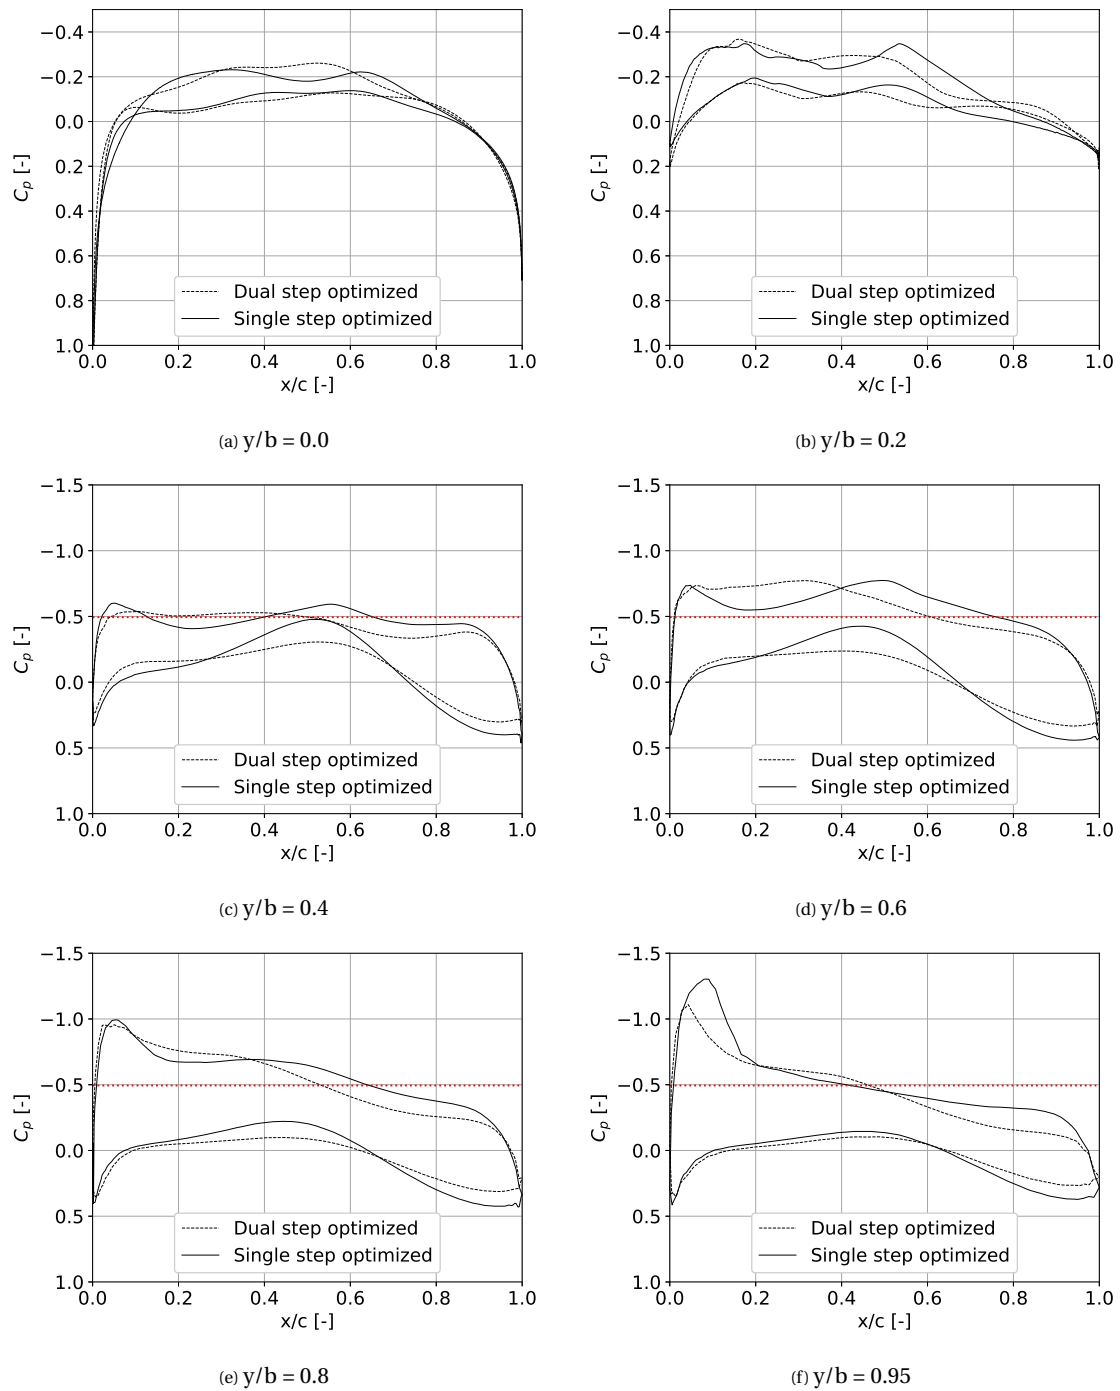 −0.4
−0.2
0.0
0.2
0.4
0.6
0.8
1.0
C_p [-]
Dual step optimized
Single step optimized
0.0 0.2 0.4 0.6 0.8 1.0
x/c [-]
(a) y/b = 0.0
−0.4
−0.2
0.0
0.2
0.4
0.6
0.8
1.0
C_p [-]
Dual step optimized
Single step optimized
0.0 0.2 0.4 0.6 0.8 1.0
x/c [-]
(b) y/b = 0.2
−1.5
−1.0
−0.5
0.0
0.5
1.0
C_p [-]
Dual step optimized
Single step optimized
0.0 0.2 0.4 0.6 0.8 1.0
x/c [-]
(c) y/b = 0.4
−1.5
−1.0
−0.5
0.0
0.5
1.0
C_p [-]
Dual step optimized
Single step optimized
0.0 0.2 0.4 0.6 0.8 1.0
x/c [-]
(d) y/b = 0.6
−1.5
−1.0
−0.5
0.0
0.5
1.0
C_p [-]
Dual step optimized
Single step optimized
0.0 0.2 0.4 0.6 0.8 1.0
x/c [-]
(e) y/b = 0.8
−1.5
−1.0
−0.5
0.0
0.5
1.0
C_p [-]
Dual step optimized
Single step optimized
0.0 0.2 0.4 0.6 0.8 1.0
x/c [-]
(f) y/b = 0.95